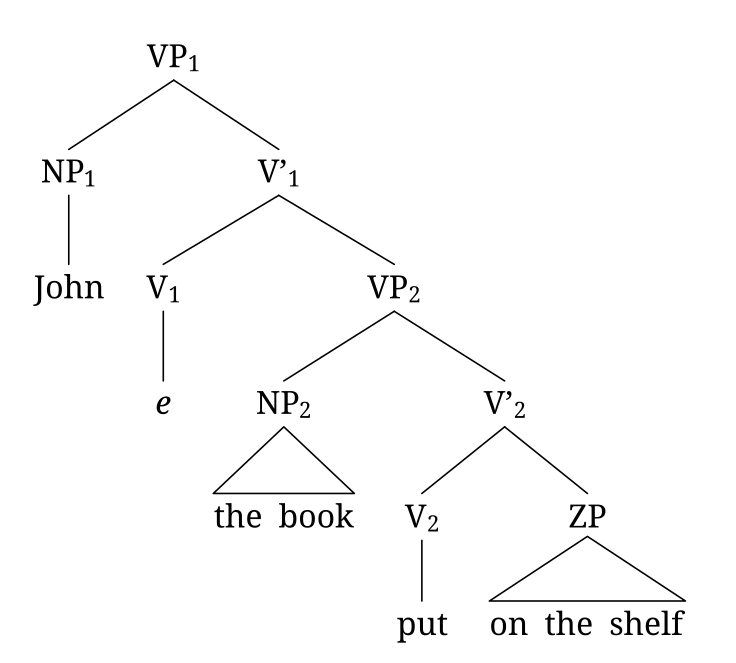 VP₁
NP₁ V’₁
John V₁ VP₂
e NP₂ V’₂
the book V₂ ZP
put on the shelf